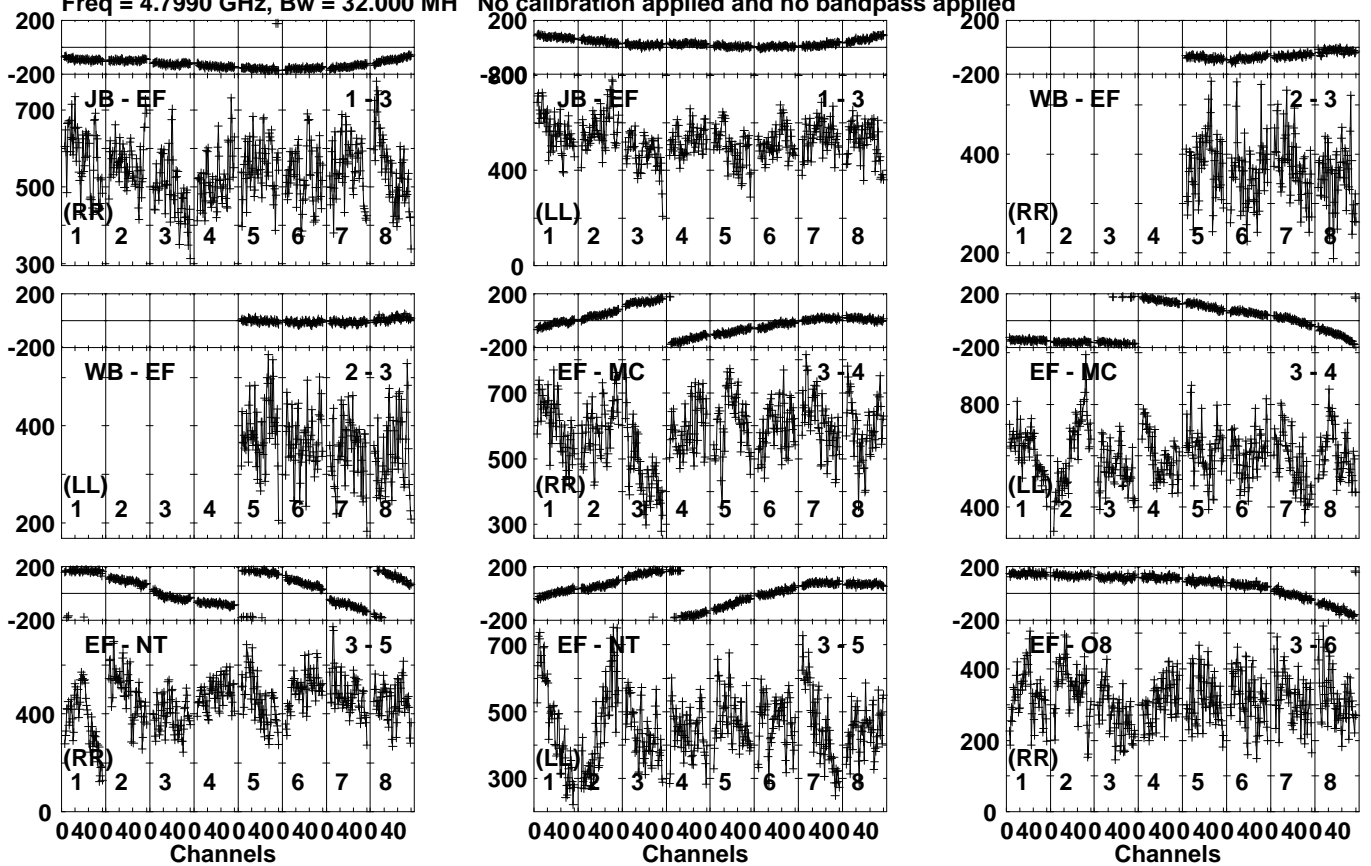 Freq = 4.7990 GHz, Bw = 32.000 MH No calibration applied and no bandpass applied
200
-200
JB - EF 1 - 3
700
500
300
(RR)
1 2 3 4 5 6 7 8
200
-200
800
JB - EF 1 - 3
400
0
(LL)
1 2 3 4 5 6 7 8
200
-200
WB - EF 2 - 3
400
200
(RR)
1 2 3 4 5 6 7 8
200
-200
WB - EF 2 - 3
400
200
(LL)
1 2 3 4 5 6 7 8
200
-200
EF - MC 3 - 4
700
500
300
(RR)
1 2 3 4 5 6 7 8
200
-200
EF - MC 3 - 4
800
400
(LL)
1 2 3 4 5 6 7 8
200
-200
EF - NT 3 - 5
400
0
(RR)
1 2 3 4 5 6 7 8
0 40 0 40 0 40 0 40 0 40 0 40 0 40 0 40
Channels
200
-200
EF - NT 3 - 5
700
500
300
(LL)
1 2 3 4 5 6 7 8
0 40 0 40 0 40 0 40 0 40 0 40 0 40 0 40
Channels
200
-200
EF - O8 3 - 6
400
200
0
(RR)
1 2 3 4 5 6 7 8
0 40 0 40 0 40 0 40 0 40 0 40 0 40 0 40
Channels